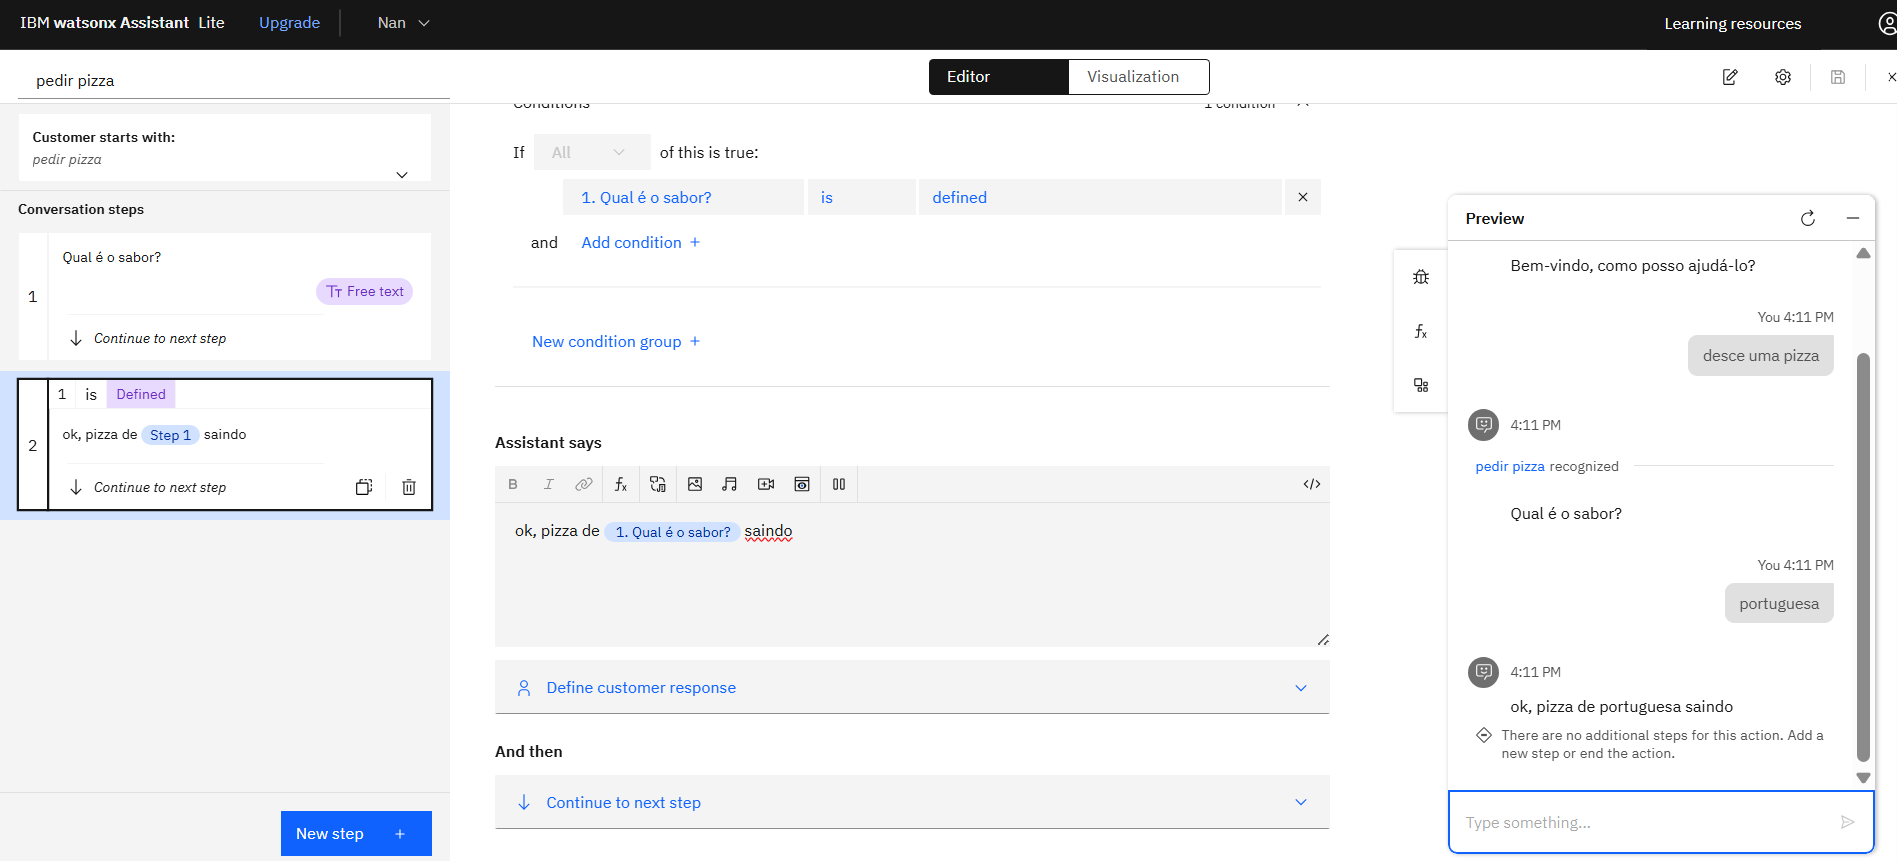 IBM watsonx Assistant Lite Upgrade Nan Learning resources
pedir pizza Editor Visualization
Customer starts with:
pedir pizza
Conversation steps
1 Qual é o sabor?
Free text
Continue to next step
1 is Defined
2 ok, pizza de Step 1 saindo
Continue to next step
New step +
Conditions 1 condition
If All of this is true:
1. Qual é o sabor? is defined
and Add condition +
New condition group +
Assistant says
B I fx </>
ok, pizza de 1. Qual é o sabor? saindo
Define customer response
And then
Continue to next step
fx
Preview
Bem-vindo, como posso ajudá-lo?
You 4:11 PM
desce uma pizza
4:11 PM
pedir pizza recognized
Qual é o sabor?
You 4:11 PM
portuguesa
4:11 PM
ok, pizza de portuguesa saindo
There are no additional steps for this action. Add a
new step or end the action.
Type something...